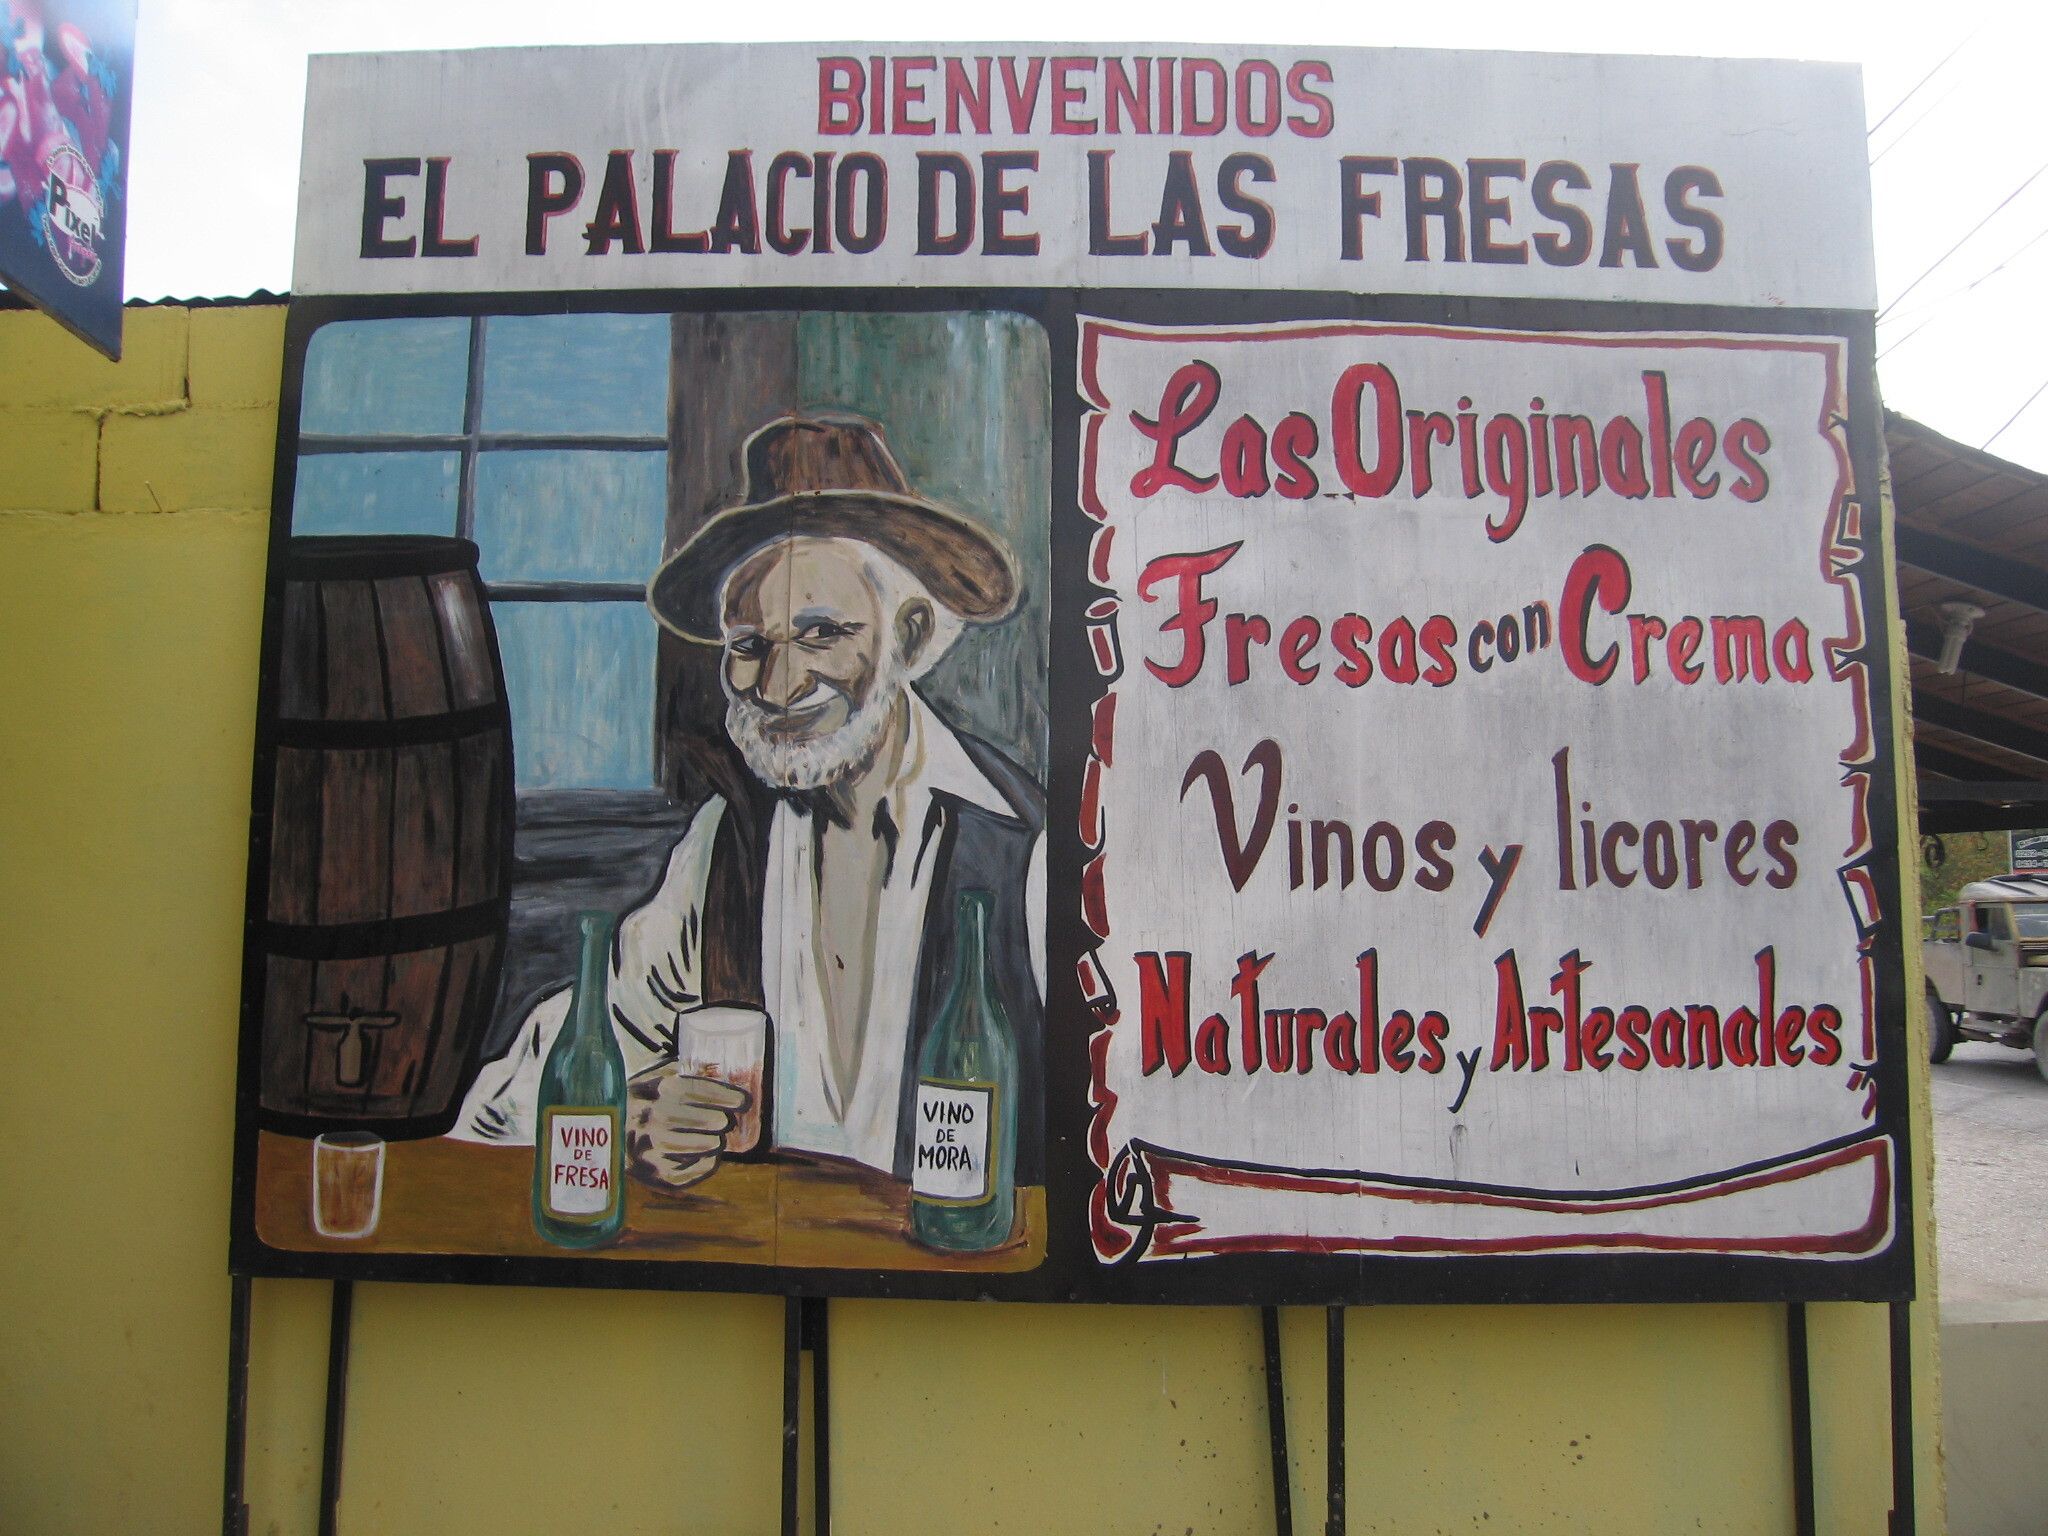 BIENVENIDOS
EL PALACIO DE LAS FRESAS
Las Originales
Fresas con Crema
Vinos y licores
Naturales y Artesanales
VINO
DE
FRESA
VINO
DE
MORA
Pixel